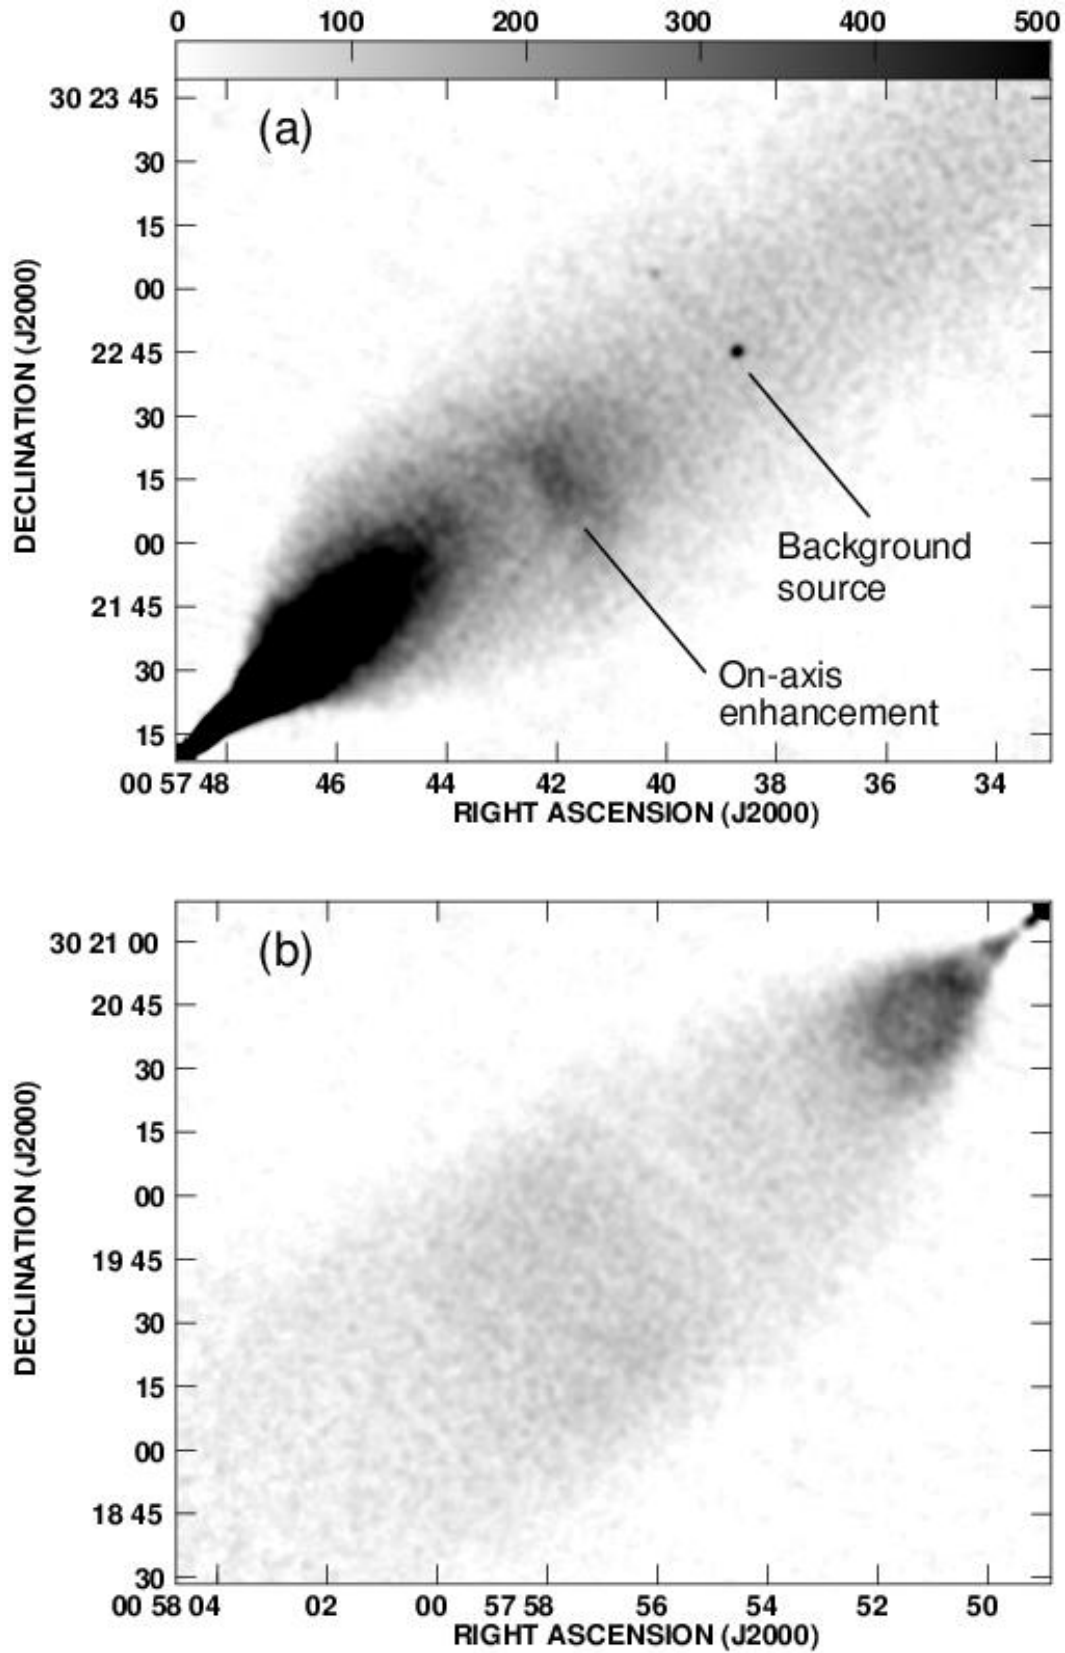 0 100 200 300 400 500
(a)
30 23 45
30
15
00
22 45
30
15
00
21 45
30
15
DECLINATION (J2000)
Background
source
On-axis
enhancement
00 57 48 46 44 42 40 38 36 34
RIGHT ASCENSION (J2000)
(b)
30 21 00
20 45
30
15
00
19 45
30
15
00
18 45
30
DECLINATION (J2000)
00 58 04 02 00 57 58 56 54 52 50
RIGHT ASCENSION (J2000)